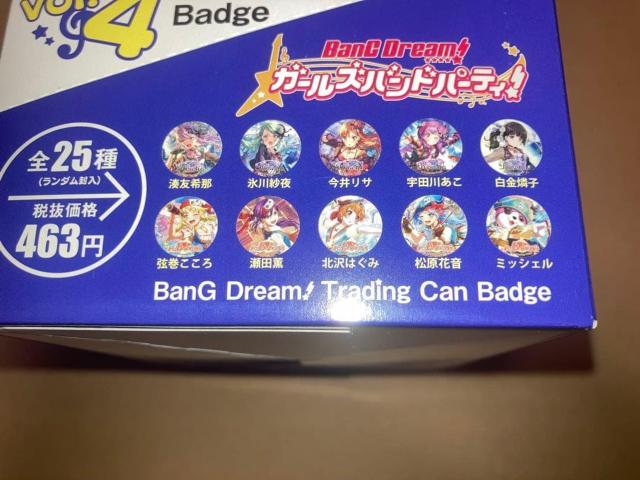 Vol. 4 Badge
BanG Dream!
ガールズバンドパーティ!
全25種
(ランダム封入)
税抜価格
463円
湊友希那 氷川紗夜 今井リサ 宇田川あこ 白金燐子
弦巻こころ 瀬田薫 北沢はぐみ 松原花音 ミッシェル
BanG Dream! Trading Can Badge